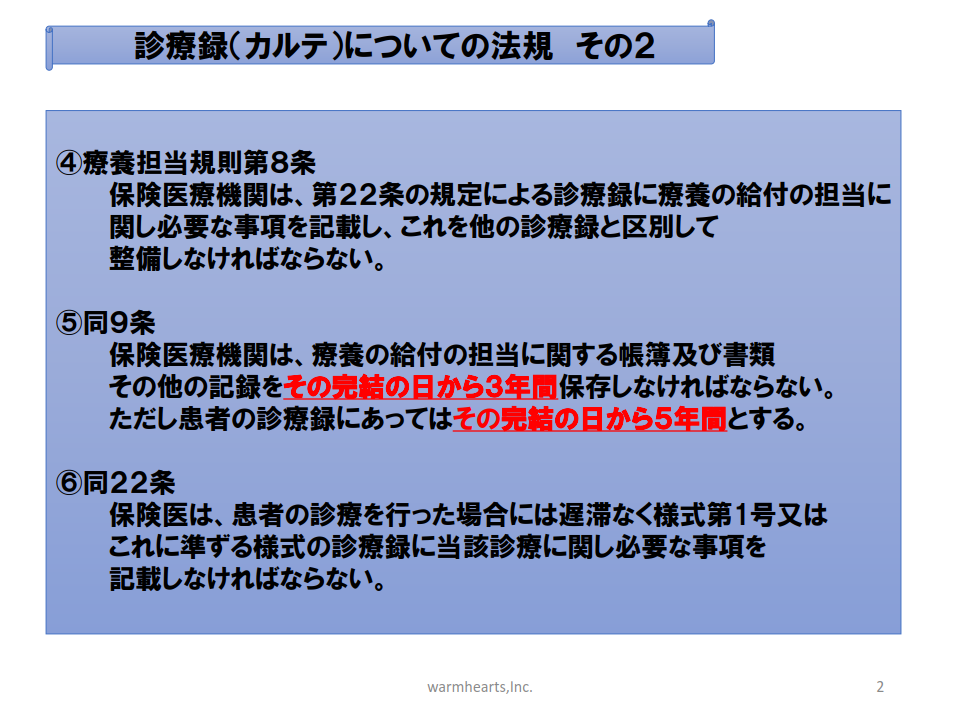 診療録（カルテ）についての法規　その２
④療養担当規則第８条
保険医療機関は、第２２条の規定による診療録に療養の給付の担当に
関し必要な事項を記載し、これを他の診療録と区別して
整備しなければならない。
⑤同９条
保険医療機関は、療養の給付の担当に関する帳簿及び書類
その他の記録をその完結の日から３年間保存しなければならない。
ただし患者の診療録にあってはその完結の日から５年間とする。
⑥同２２条
保険医は、患者の診療を行った場合には遅滞なく様式第１号又は
これに準ずる様式の診療録に当該診療に関し必要な事項を
記載しなければならない。
warmhearts,Inc.
2